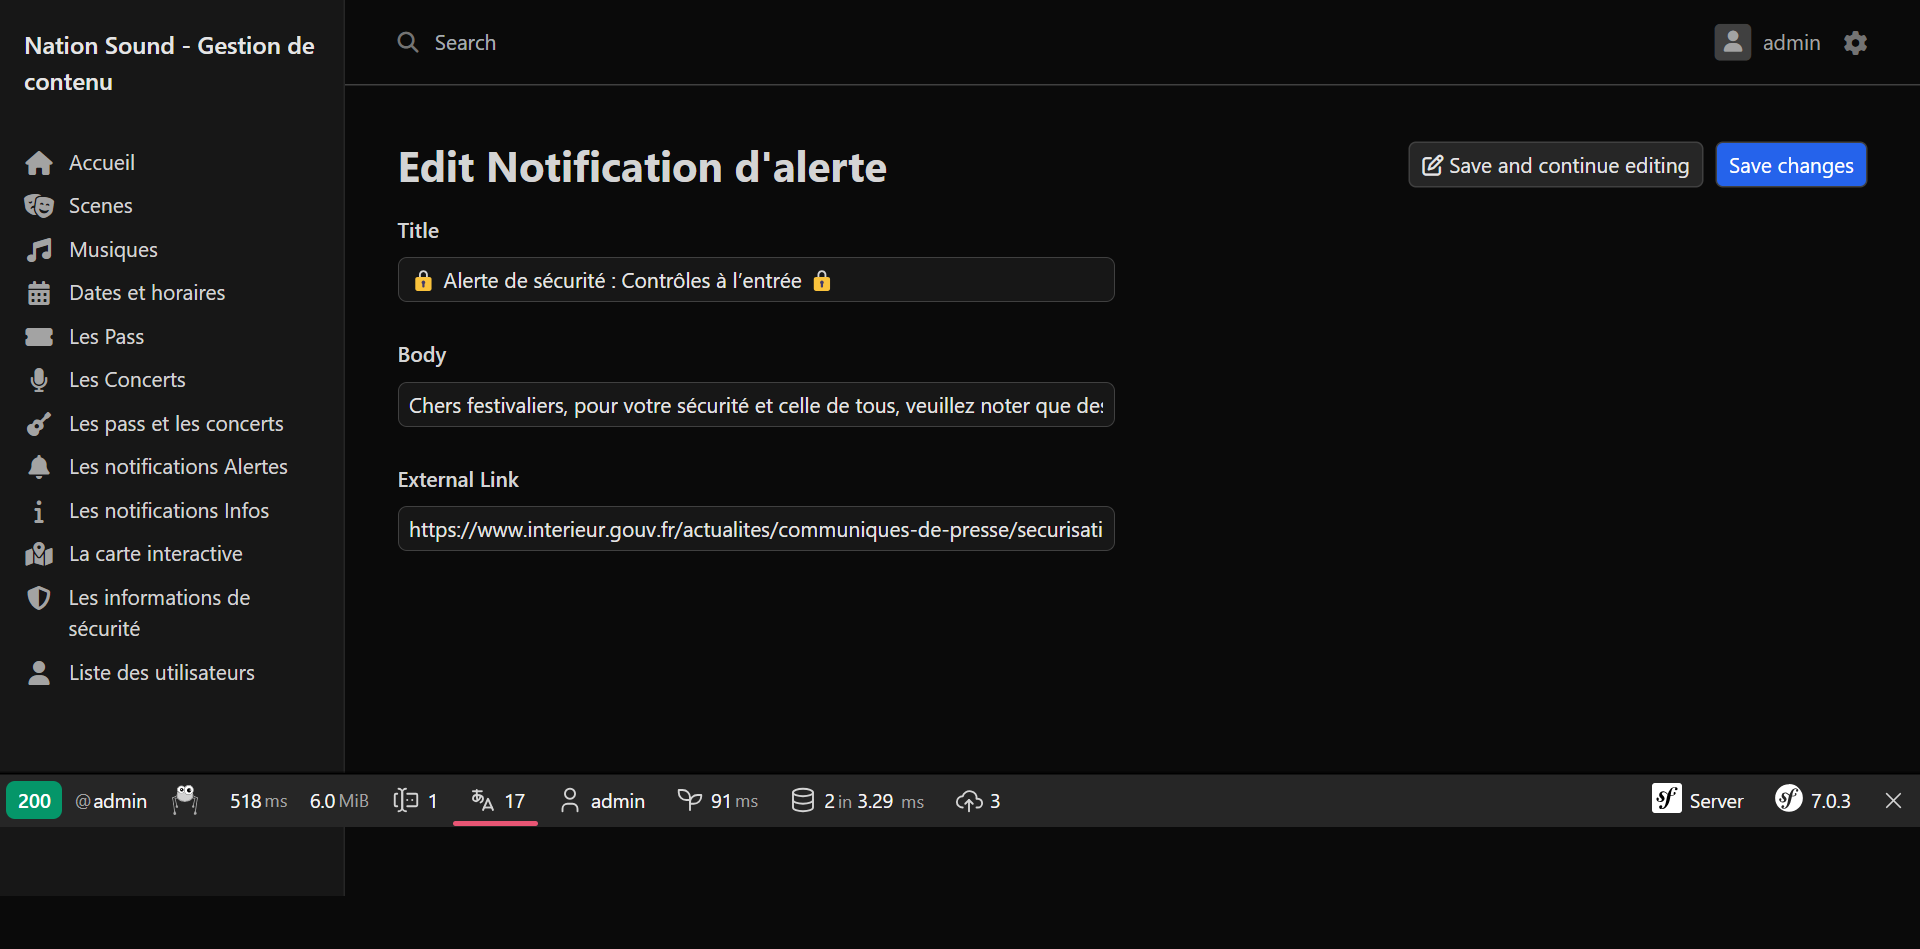 Nation Sound - Gestion de
contenu
Search
admin
Accueil
Scenes
Musiques
Dates et horaires
Les Pass
Les Concerts
Les pass et les concerts
Les notifications Alertes
Les notifications Infos
La carte interactive
Les informations de
sécurité
Liste des utilisateurs
Edit Notification d'alerte
Save and continue editing
Save changes
Title
🔒 Alerte de sécurité : Contrôles à l’entrée 🔒
Body
Chers festivaliers, pour votre sécurité et celle de tous, veuillez noter que des
External Link
https://www.interieur.gouv.fr/actualites/communiques-de-presse/securisati
200 @admin 518 ms 6.0 MiB 1 17 admin 91 ms 2 in 3.29 ms 3 Server 7.0.3